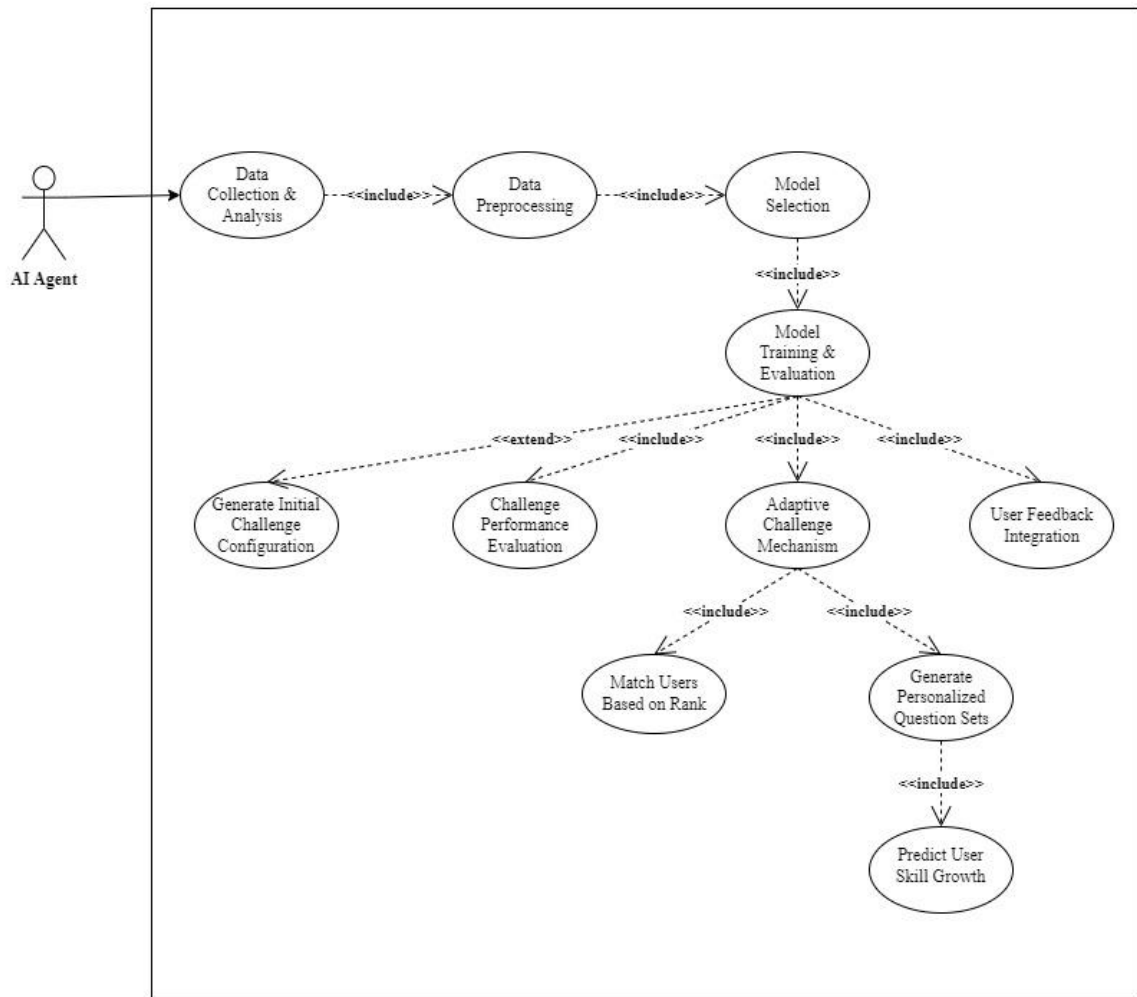 Data
Collection &
Analysis
<<include>>
Data
Preprocessing
<<include>>
Model
Selection
AI Agent
<<include>>
Model
Training &
Evaluation
<<extend>>
<<include>>
<<include>>
<<include>>
Generate Initial
Challenge
Configuration
Challenge
Performance
Evaluation
Adaptive
Challenge
Mechanism
User Feedback
Integration
<<include>>
<<include>>
Match Users
Based on Rank
Generate
Personalized
Question Sets
<<include>>
Predict User
Skill Growth